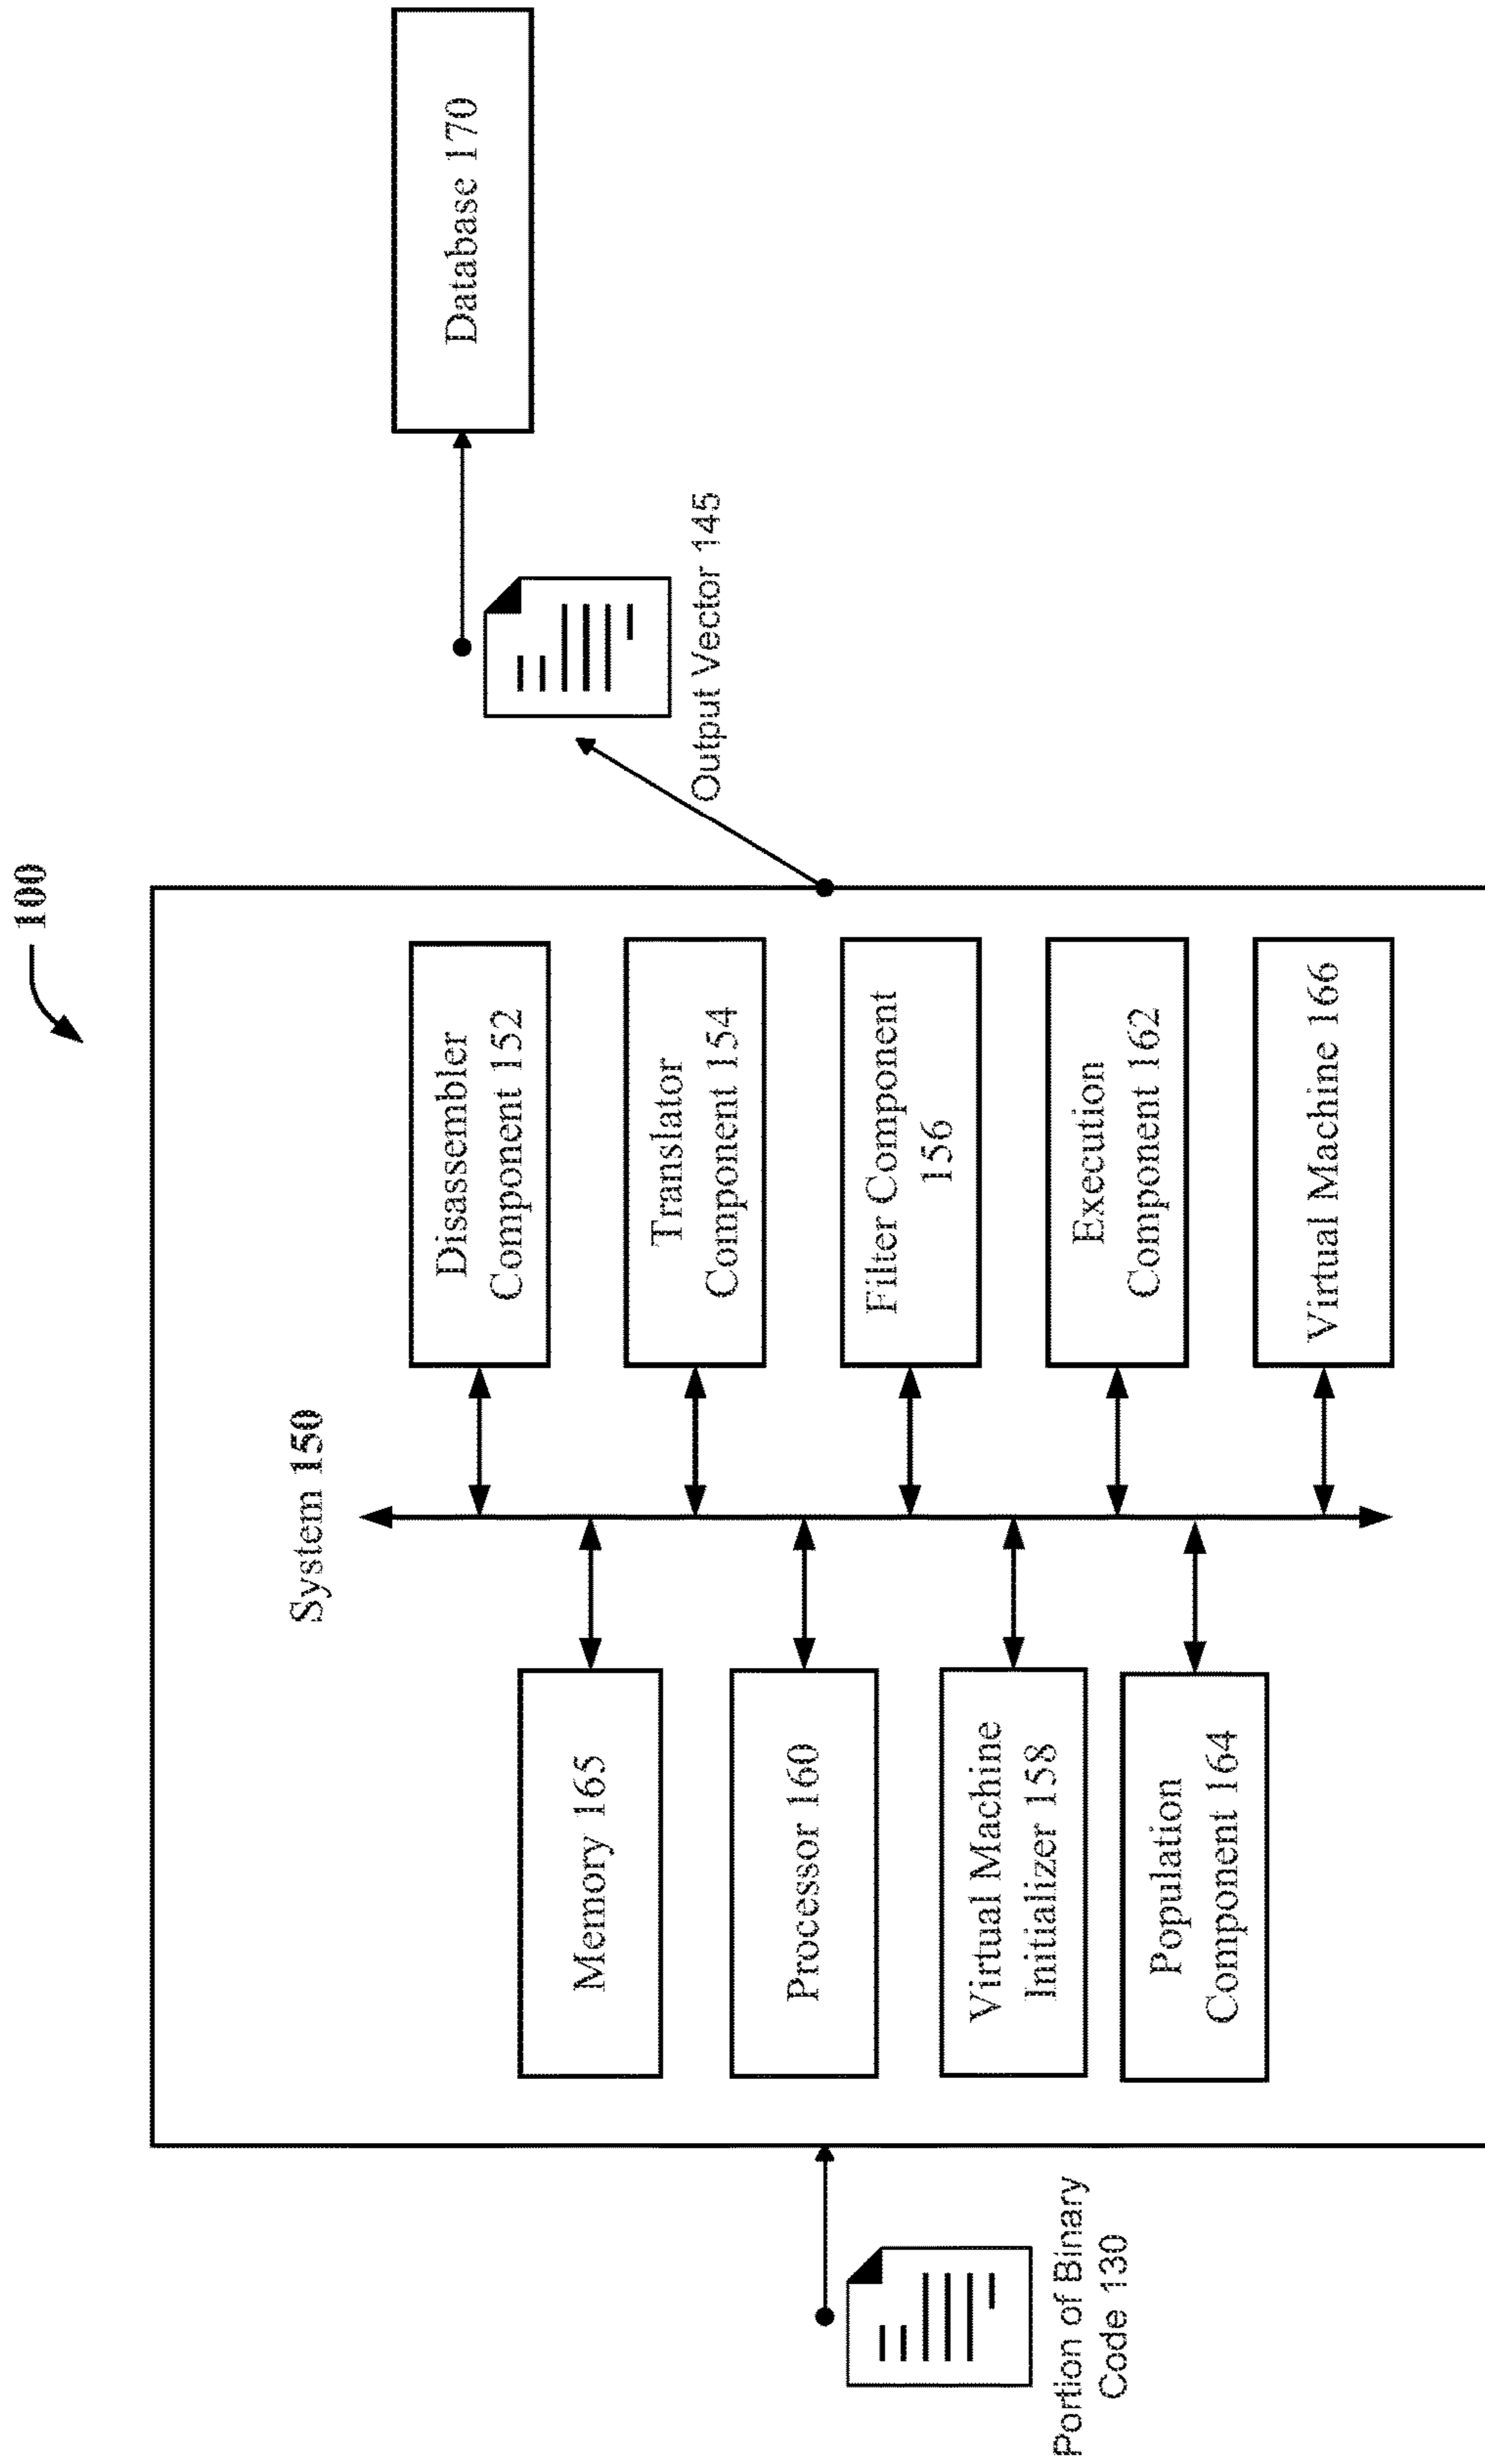 100
System 150
Memory 165
Processor 160
Virtual Machine
Initializer 158
Population
Component 164
Disassembler
Component 152
Translator
Component 154
Filter Component
156
Execution
Component 162
Virtual Machine 166
Portion of Binary
Code 130
Output Vector 145
Database 170